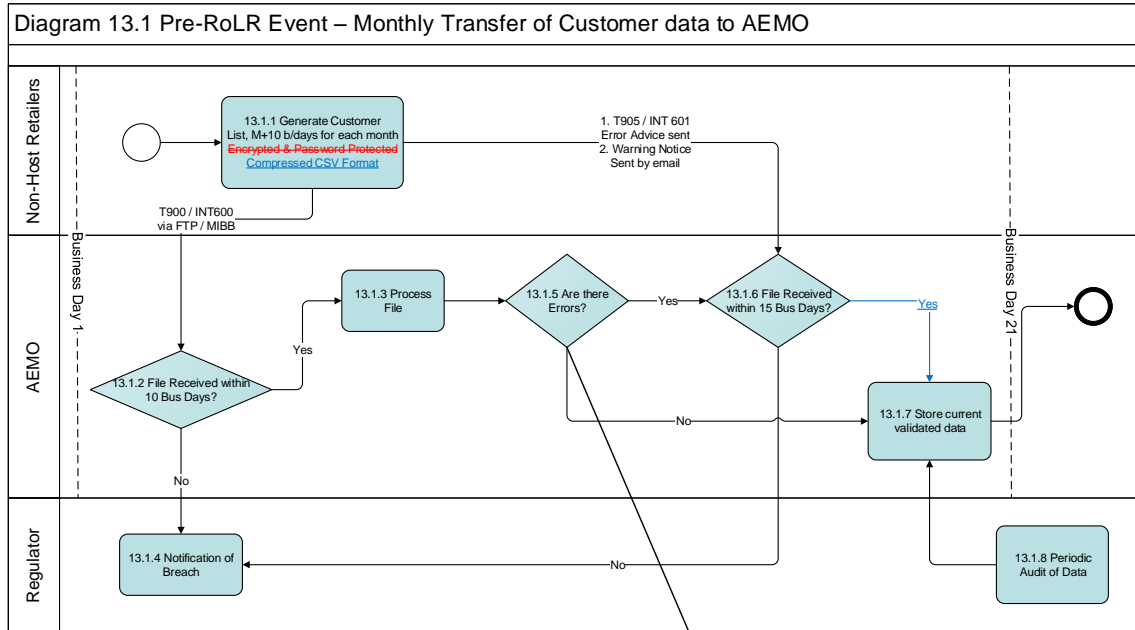 Diagram 13.1 Pre-RoLR Event – Monthly Transfer of Customer data to AEMO
Non-Host Retailers
13.1.1 Generate Customer
List, M+10 b/days for each month
Encrypted & Password Protected
Compressed CSV Format
1. T905 / INT 601
Error Advice sent
2. Warning Notice
Sent by email
T900 / INT600
via FTP / MIBB
Business Day 1
Business Day 21
AEMO
13.1.2 File Received within
10 Bus Days?
Yes
13.1.3 Process
File
13.1.5 Are there
Errors?
Yes
13.1.6 File Received
within 15 Bus Days?
Yes
No
13.1.7 Store current
validated data
No
Regulator
13.1.4 Notification of
Breach
No
13.1.8 Periodic
Audit of Data